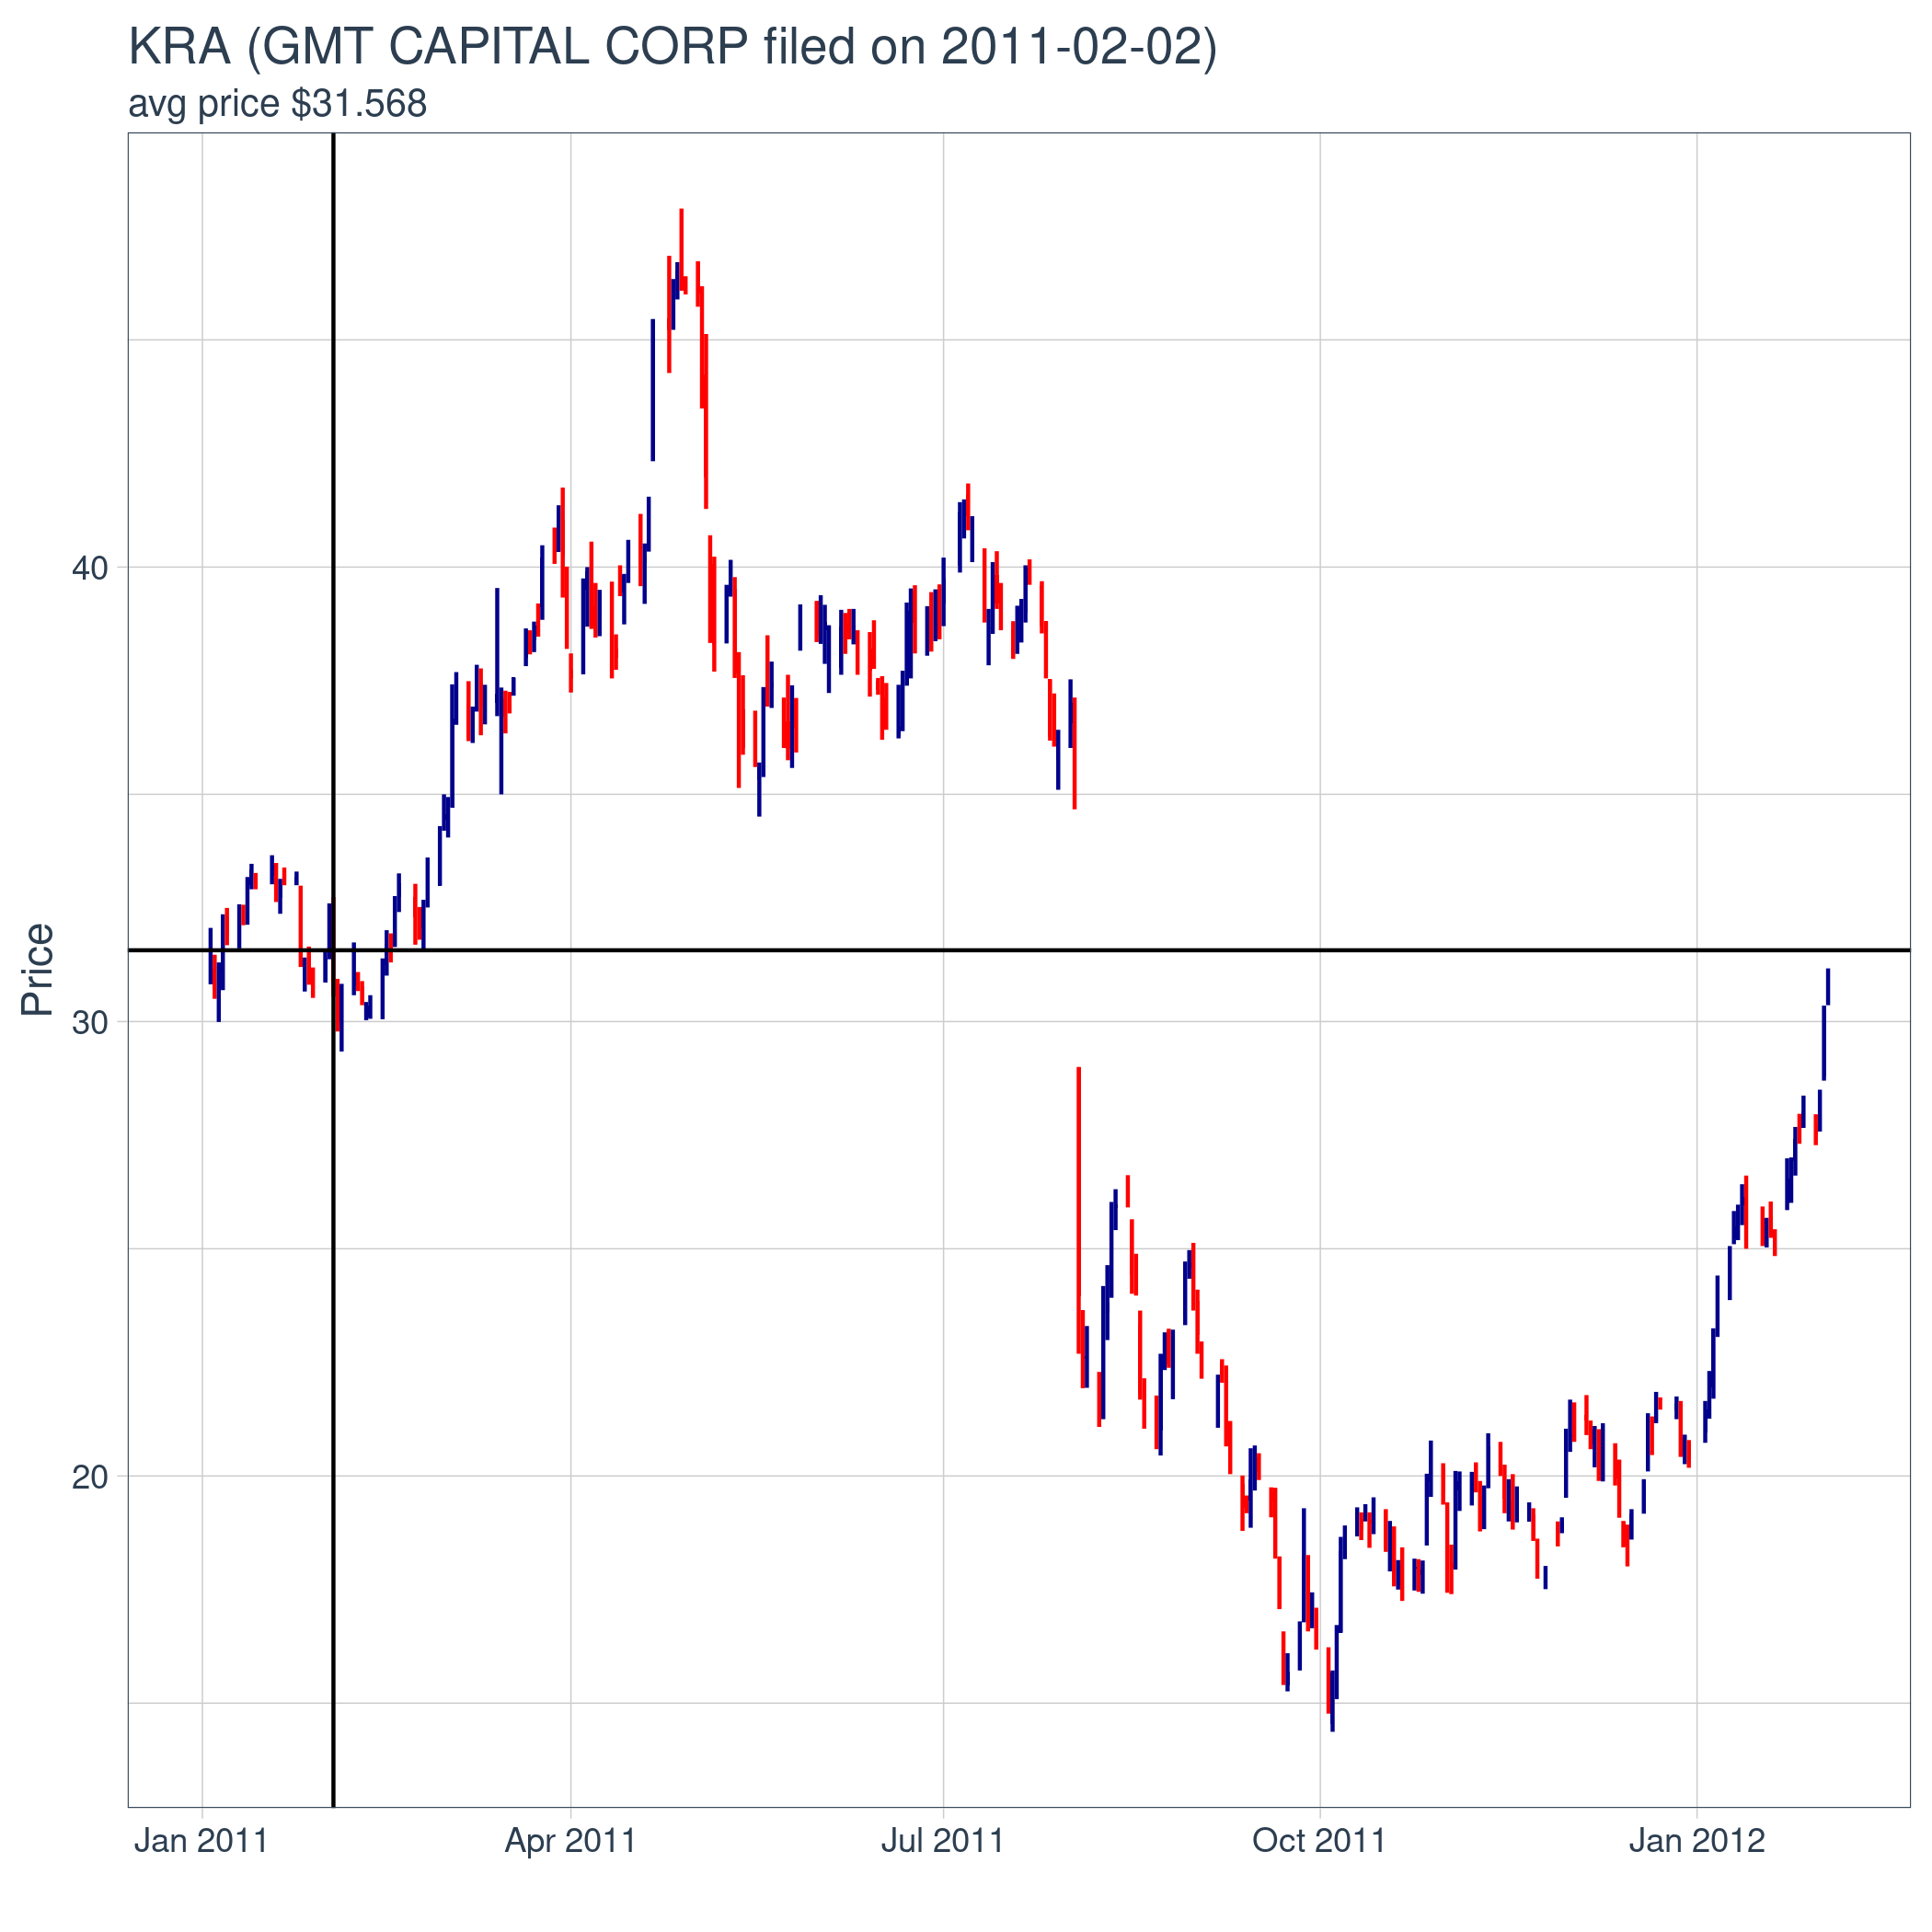 KRA (GMT CAPITAL CORP filed on 2011-02-02)
avg price $31.568
Price
40
30
20
Jan 2011
Apr 2011
Jul 2011
Oct 2011
Jan 2012